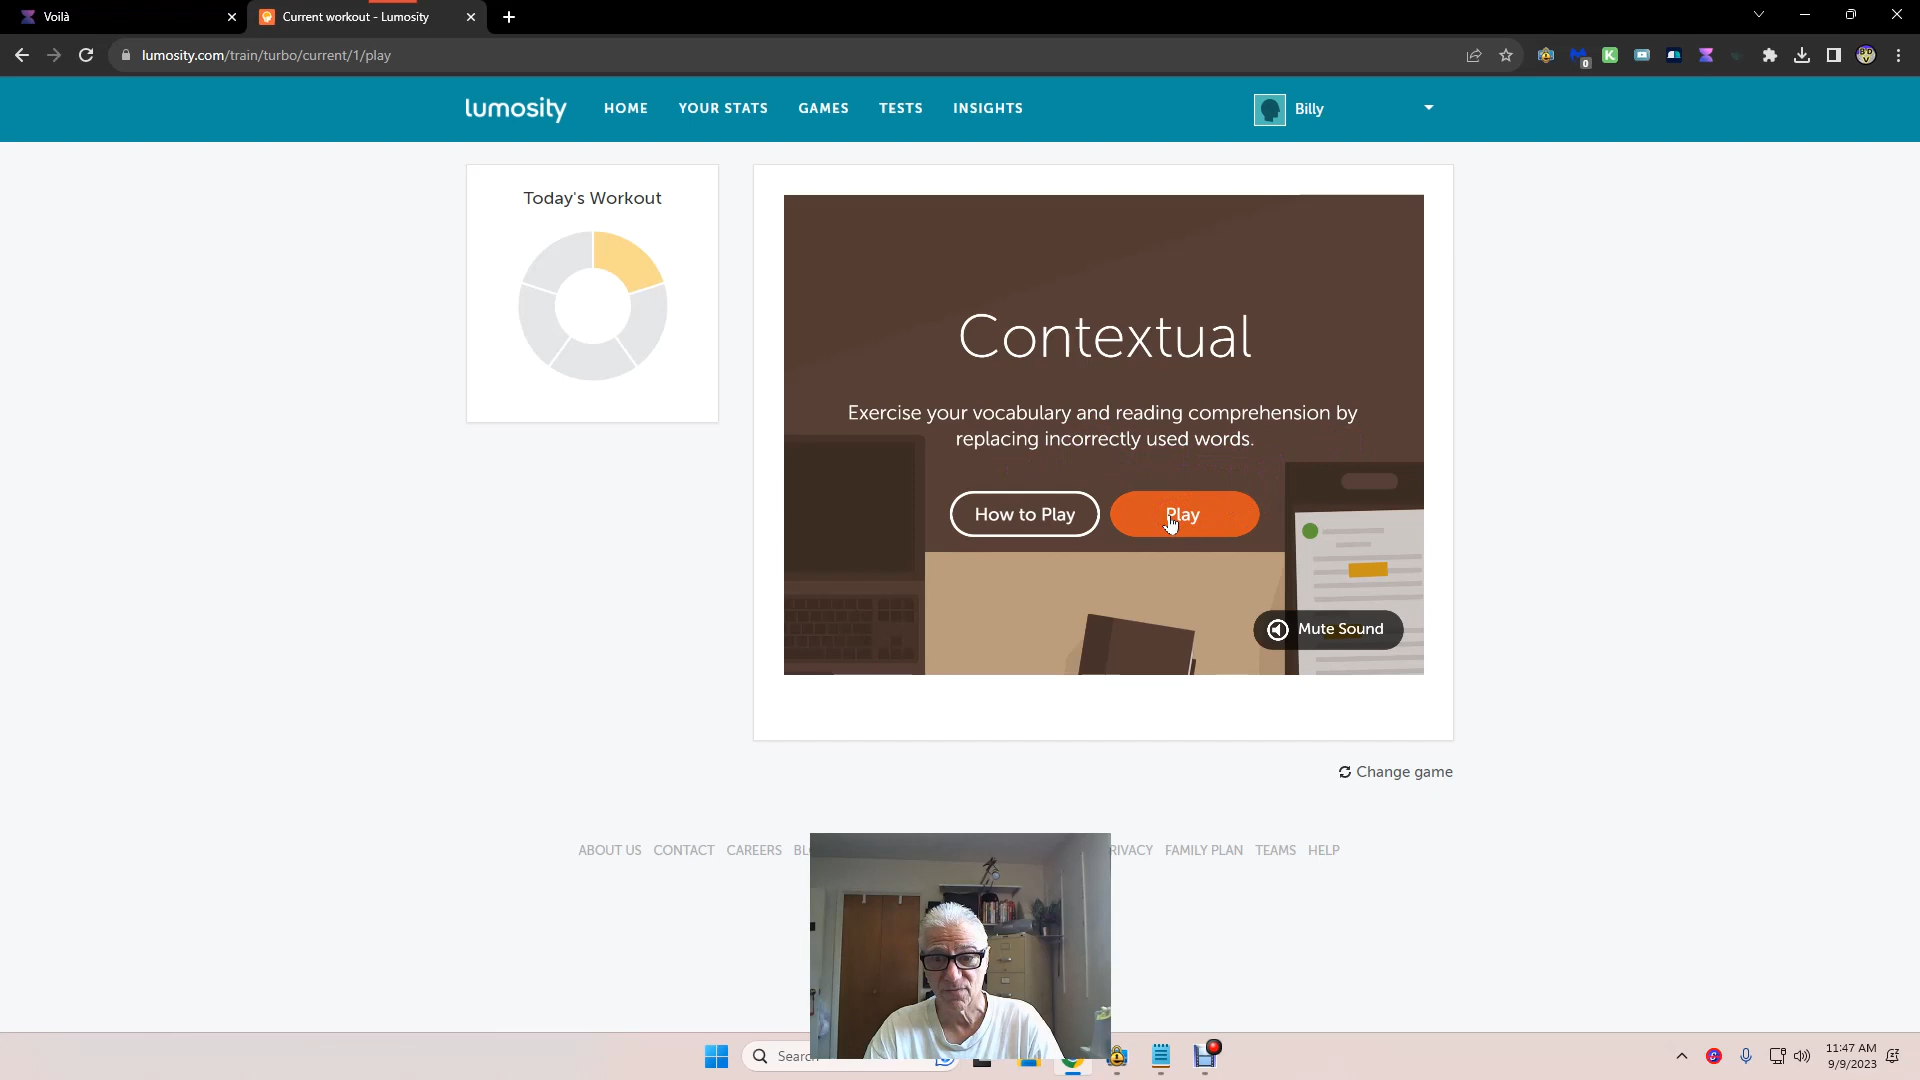 Voilà
Current workout - Lumosity
lumosity.com/train/turbo/current/1/play
0
lumosity
HOME
YOUR STATS
GAMES
TESTS
INSIGHTS
Billy
Today's Workout
Contextual
Exercise your vocabulary and reading comprehension by
replacing incorrectly used words.
How to Play
Play
Mute Sound
Change game
ABOUT US
CONTACT
CAREERS
FAMILY PLAN
TEAMS
HELP
11:47 AM
9/9/2023